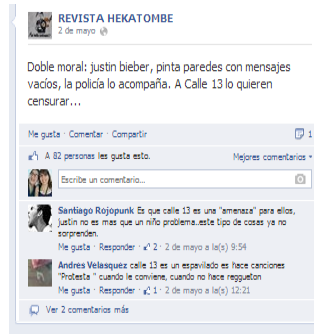 REVISTA HEKATOMBE
2 de mayo
Doble moral: justin bieber, pinta paredes con mensajes
vacíos, la policía lo acompaña. A Calle 13 lo quieren
censurar...
Me gusta · Comentar · Compartir 1
A 82 personas les gusta esto. Mejores comentarios
Escribe un comentario...
Santiago Rojopunk Es que calle 13 es una "amenaza" para ellos,
justin no es mas que un niño problema..este tipo de cosas ya no
sorprenden.
Me gusta · Responder · 2 · 2 de mayo a la(s) 9:54
Andres Velasquez calle 13 es un espavilado es hace canciones
"Protesta " cuando le conviene, cuando no hace reggueton
Me gusta · Responder · 1 · 2 de mayo a la(s) 12:21
Ver 2 comentarios más